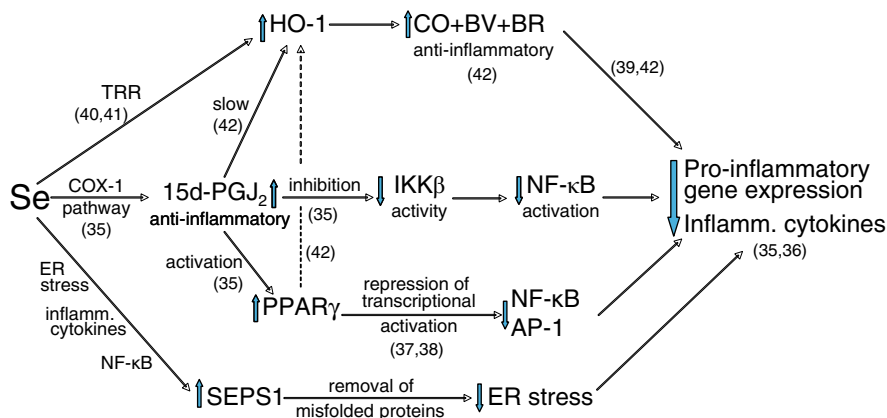 HO-1
CO+BV+BR
anti-inflammatory
(42)
(39,42)
TRR
(40,41)
slow
(42)
Se
COX-1
pathway
(35)
15d-PGJ2
anti-inflammatory
inhibition
(35)
IKKβ
activity
NF-κB
activation
Pro-inflammatory
gene expression
Inflamm. cytokines
(35,36)
activation
(35)
(42)
PPARγ
repression of
transcriptional
activation
(37,38)
NF-κB
AP-1
ER
stress
inflamm.
cytokines
NF-κB
SEPS1
removal of
misfolded proteins
ER stress